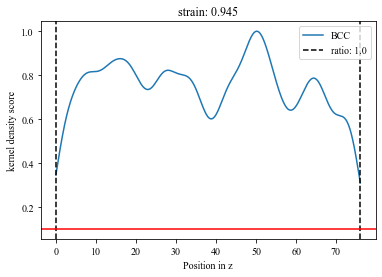 strain: 0.945
BCC
ratio: 1.0
1.0
0.8
0.6
0.4
0.2
kernel density score
0 10 20 30 40 50 60 70
Position in z